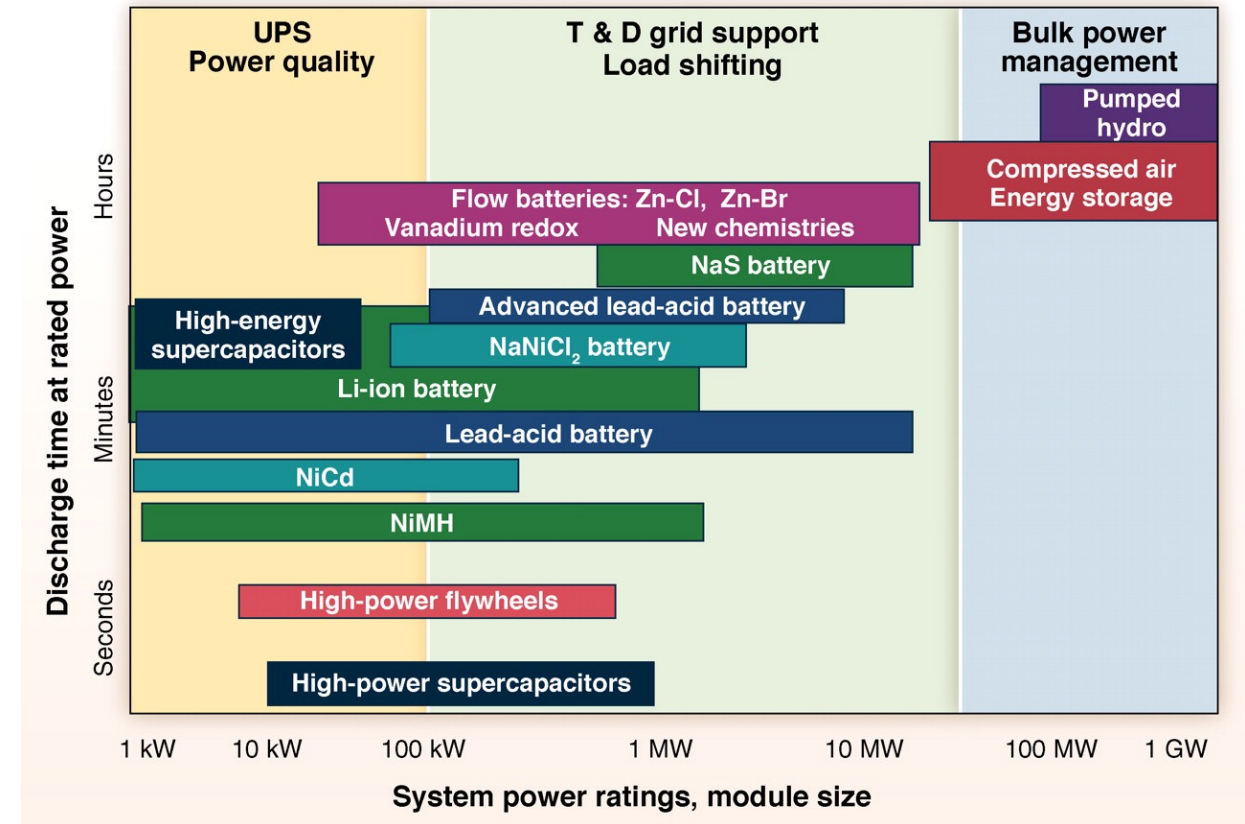 UPS
Power quality
T & D grid support
Load shifting
Bulk power
management
Pumped
hydro
Compressed air
Energy storage
Flow batteries: Zn-Cl, Zn-Br
Vanadium redox New chemistries
NaS battery
Advanced lead-acid battery
High-energy
supercapacitors
NaNiCl₂ battery
Li-ion battery
Lead-acid battery
NiCd
NiMH
High-power flywheels
High-power supercapacitors
Discharge time at rated power
Hours
Minutes
Seconds
1 kW 10 kW 100 kW 1 MW 10 MW 100 MW 1 GW
System power ratings, module size